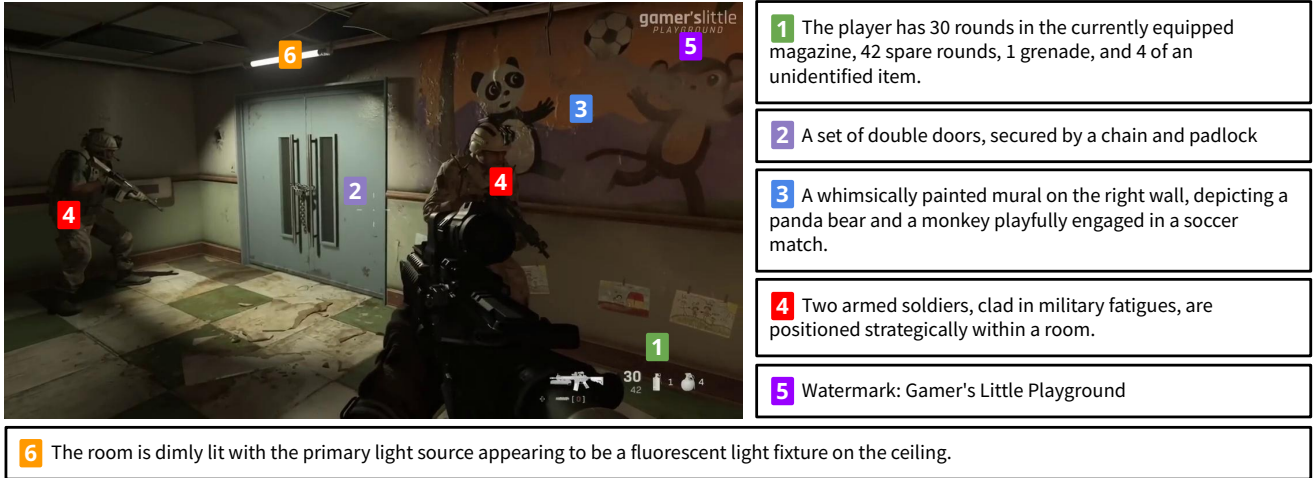 gamer'slittle
PLAYGROUND
6
5
3
2
4
4
1
30
42
1
4
[0]
1 The player has 30 rounds in the currently equipped
magazine, 42 spare rounds, 1 grenade, and 4 of an
unidentified item.
2 A set of double doors, secured by a chain and padlock
3 A whimsically painted mural on the right wall, depicting a
panda bear and a monkey playfully engaged in a soccer
match.
4 Two armed soldiers, clad in military fatigues, are
positioned strategically within a room.
5 Watermark: Gamer's Little Playground
6 The room is dimly lit with the primary light source appearing to be a fluorescent light fixture on the ceiling.